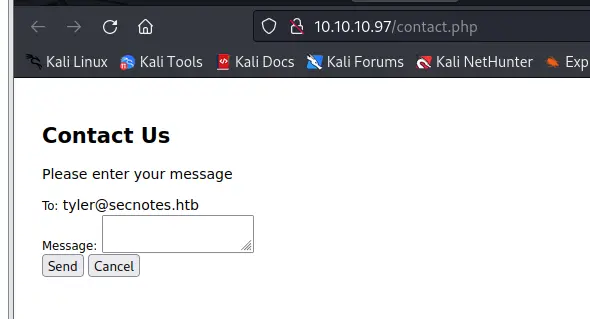 10.10.10.97/contact.php
Kali Linux Kali Tools Kali Docs Kali Forums Kali NetHunter Exp
Contact Us
Please enter your message
To: tyler@secnotes.htb
Message:
Send Cancel